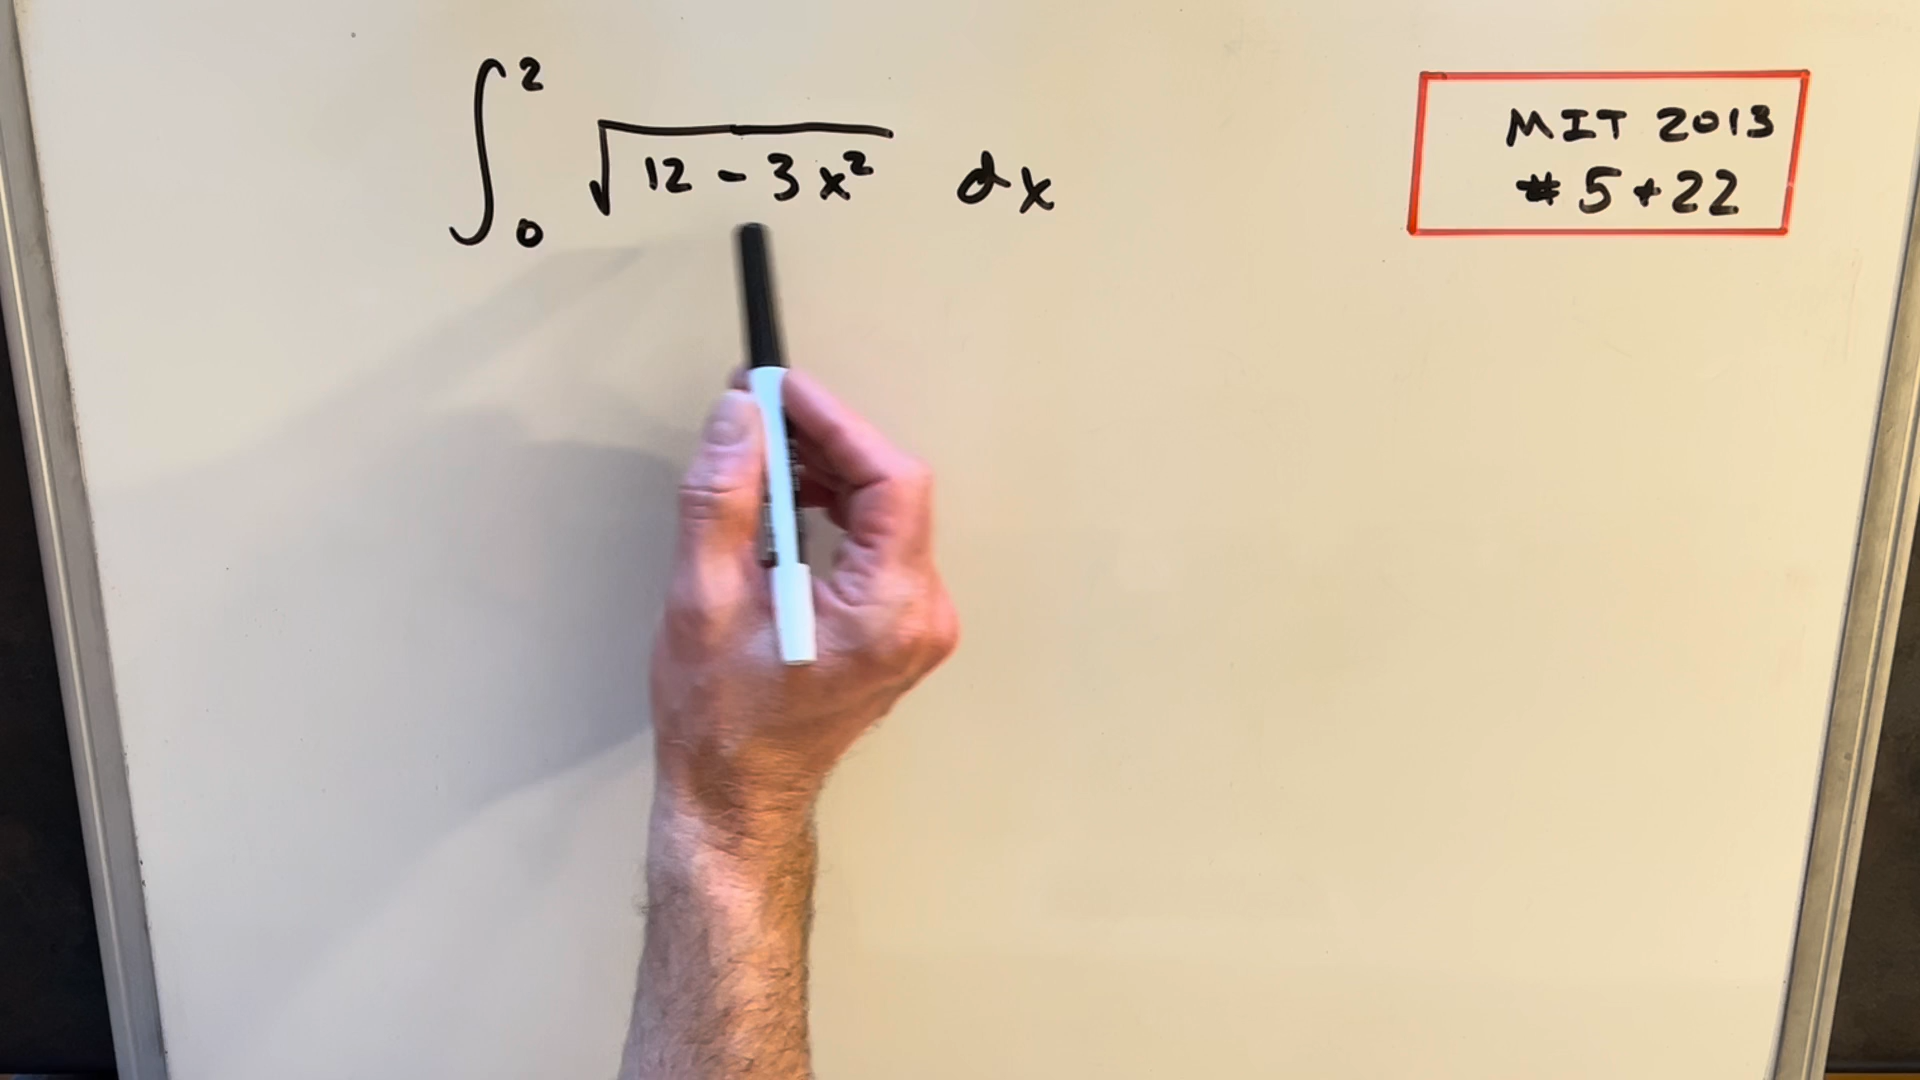 ∫₀² √(12 - 3x²) dx
MIT 2013
# 5 + 22